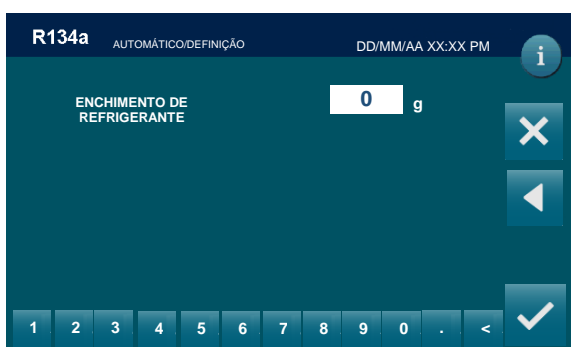 R134a AUTOMÁTICO/DEFINIÇÃO DD/MM/AA XX:XX PM
i
ENCHIMENTO DE
REFRIGERANTE
0 g
1 2 3 4 5 6 7 8 9 0 . <